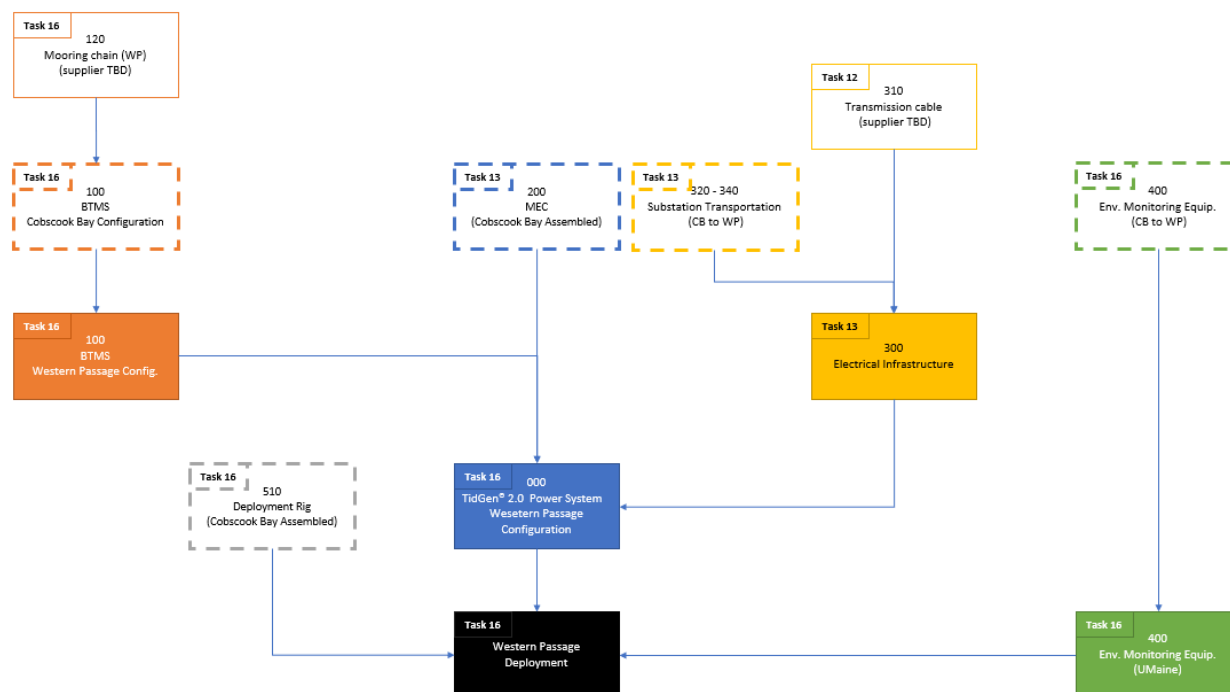 Task 16
120
Mooring chain (WP)
(supplier TBD)
Task 12
310
Transmission cable
(supplier TBD)
Task 16
100
BTMS
Cobscook Bay Configuration
Task 13
200
MEC
(Cobscook Bay Assembled)
Task 13
320 - 340
Substation Transportation
(CB to WP)
Task 16
400
Env. Monitoring Equip.
(CB to WP)
Task 16
100
BTMS
Western Passage Config.
Task 13
300
Electrical Infrastructure
Task 16
510
Deployment Rig
(Cobscook Bay Assembled)
Task 16
000
TidGen® 2.0 Power System
Wesetern Passage
Configuration
Task 16
Western Passage
Deployment
Task 16
400
Env. Monitoring Equip.
(UMaine)